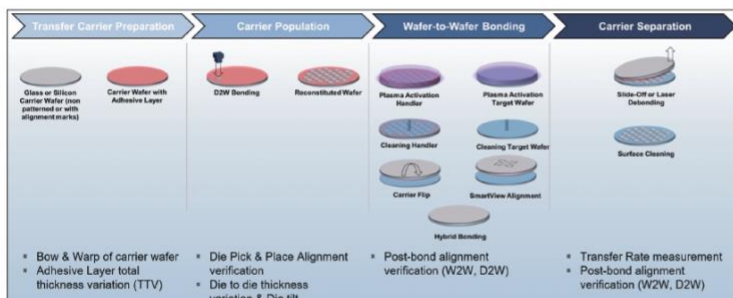 Transfer Carrier Preparation
Carrier Population
Wafer-to-Wafer Bonding
Carrier Separation
Glass or Silicon
Carrier Wafer (non
patterned or with
alignment marks)
Carrier Wafer with
Adhesive Layer
D2W Bonding
Reconstituted Wafer
Plasma Activation
Handler
Plasma Activation
Target Wafer
Cleaning Handler
Cleaning Target Wafer
Carrier Flip
SmartView Alignment
Hybrid Bonding
Slide-Off or Laser
Debonding
Surface Cleaning
▪ Bow & Warp of carrier wafer
▪ Adhesive Layer total
thickness variation (TTV)
▪ Die Pick & Place Alignment
verification
▪ Die to die thickness
variation & Die tilt
▪ Post-bond alignment
verification (W2W, D2W)
▪ Transfer Rate measurement
▪ Post-bond alignment
verification (W2W, D2W)